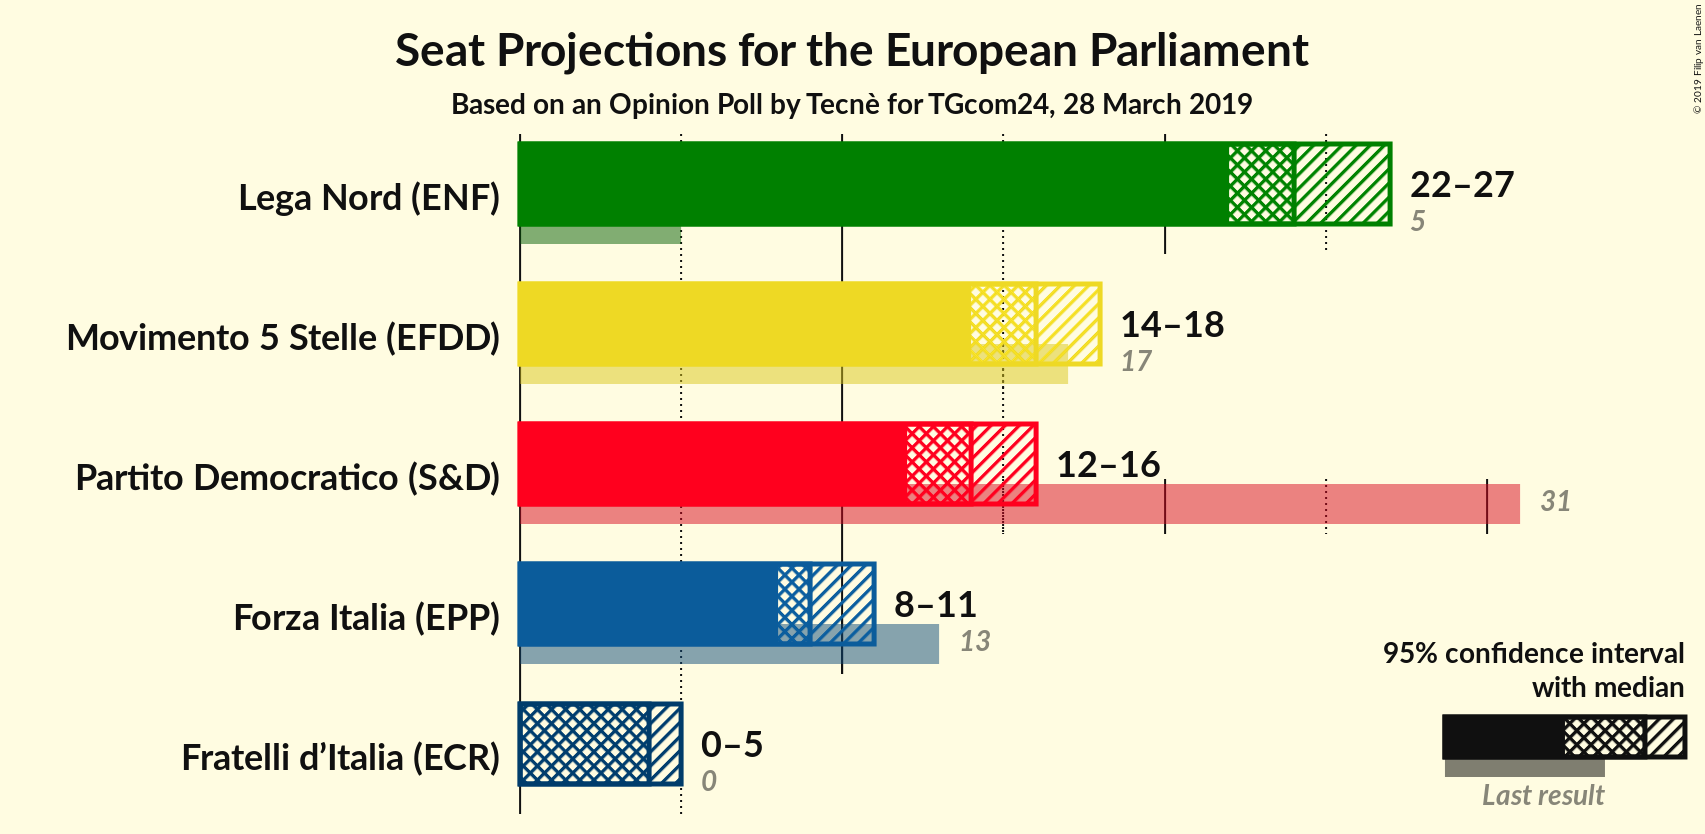 Seat Projections for the European Parliament
Based on an Opinion Poll by Tecnè for TGcom24, 28 March 2019
© 2019 Filip van Laenen
Lega Nord (ENF)
22–27
5
Movimento 5 Stelle (EFDD)
14–18
17
Partito Democratico (S&D)
12–16
31
Forza Italia (EPP)
8–11
13
Fratelli d’Italia (ECR)
0–5
0
95% confidence interval
with median
Last result